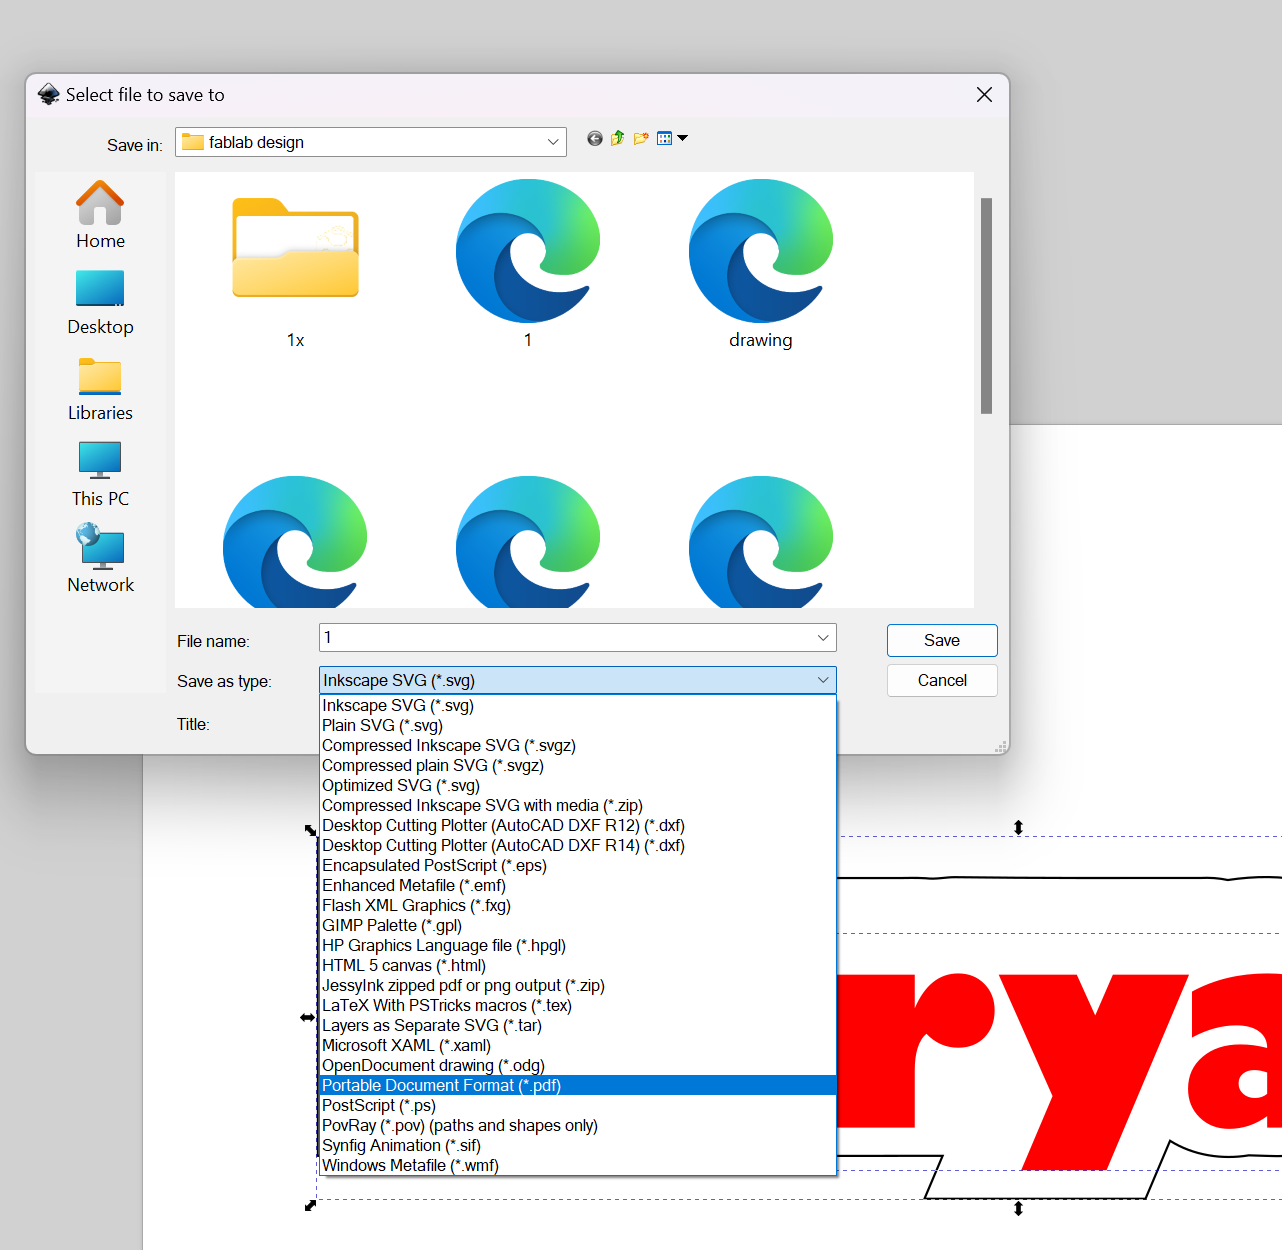 Select file to save to
Save in:
fablab design
Home
Desktop
Libraries
This PC
Network
1x
1
drawing
File name:
1
Save
Save as type:
Inkscape SVG (*.svg)
Cancel
Title:
Inkscape SVG (*.svg)
Plain SVG (*.svg)
Compressed Inkscape SVG (*.svgz)
Compressed plain SVG (*.svgz)
Optimized SVG (*.svg)
Compressed Inkscape SVG with media (*.zip)
Desktop Cutting Plotter (AutoCAD DXF R12) (*.dxf)
Desktop Cutting Plotter (AutoCAD DXF R14) (*.dxf)
Encapsulated PostScript (*.eps)
Enhanced Metafile (*.emf)
Flash XML Graphics (*.fxg)
GIMP Palette (*.gpl)
HP Graphics Language file (*.hpgl)
HTML 5 canvas (*.html)
JessyInk zipped pdf or png output (*.zip)
LaTeX With PSTricks macros (*.tex)
Layers as Separate SVG (*.tar)
Microsoft XAML (*.xaml)
OpenDocument drawing (*.odg)
Portable Document Format (*.pdf)
PostScript (*.ps)
PovRay (*.pov) (paths and shapes only)
Synfig Animation (*.sif)
Windows Metafile (*.wmf)
rya